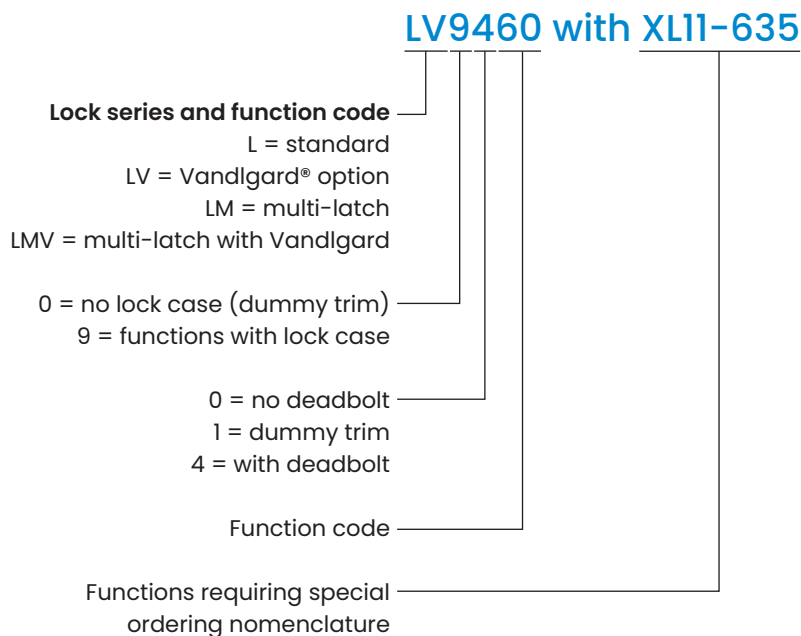 LV9460 with XL11-635
Lock series and function code
L = standard
LV = Vandlgard® option
LM = multi-latch
LMV = multi-latch with Vandlgard
0 = no lock case (dummy trim)
9 = functions with lock case
0 = no deadbolt
1 = dummy trim
4 = with deadbolt
Function code
Functions requiring special
ordering nomenclature